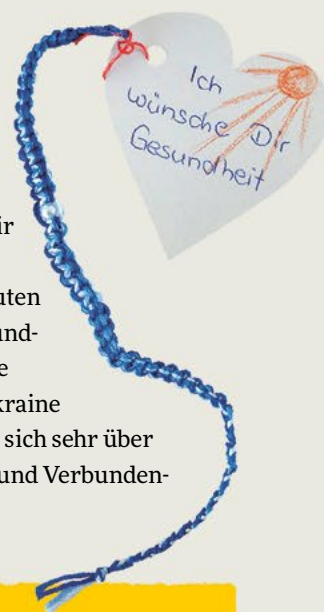 Ich
wünsche Dir
Gesundheit
ir
uten
und-
e
kraine
sich sehr über
und Verbunden-